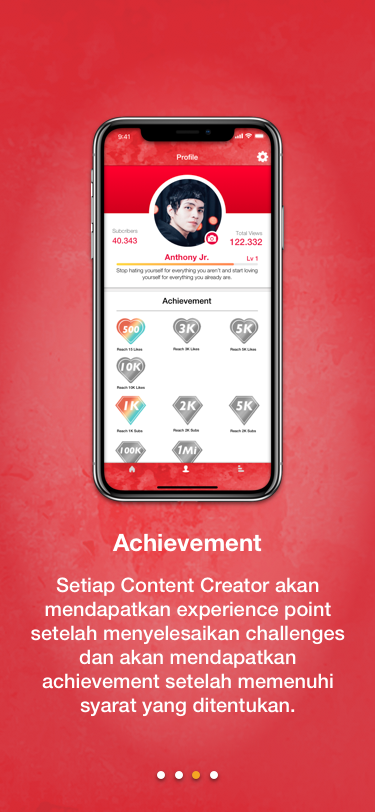 9:41
Profile
Subcribers
Total Views
40.343
122.332
Anthony Jr.
Lv 1
Stop hating yourself for everything you aren't and start loving
yourself for everything you already are.
Achievement
500
3K
5K
Reach 15 Likes
Reach 3K Likes
Reach 5K Likes
10K
Reach 10K Likes
1K
2K
5K
Reach 1K Subs
Reach 2K Subs
Reach 2K Subs
100K
1Mi
Achievement
Setiap Content Creator akan
mendapatkan experience point
setelah menyelesaikan challenges
dan akan mendapatkan
achievement setelah memenuhi
syarat yang ditentukan.